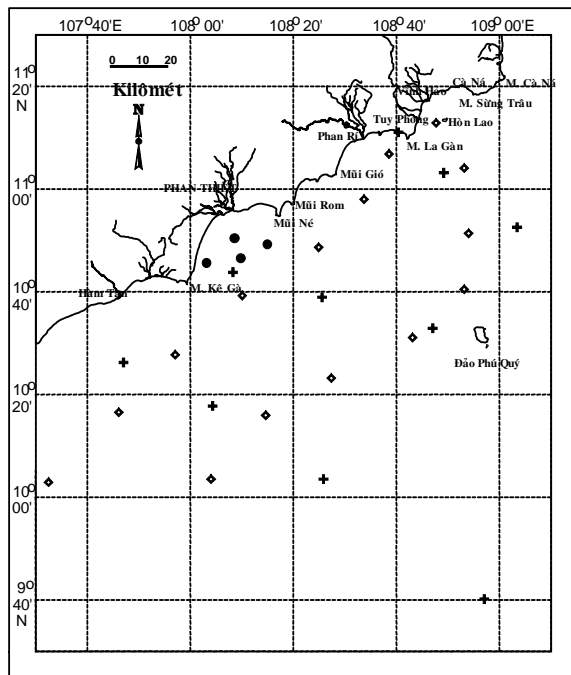 107°40' 108°00' 108°20' 108°40' 109°00'
11°
20'
N
0 10 20
Kilômét
N
Cà Ná
M. Cà Ná
M. Sừng Trâu
Tuy Phong
Hòn Lao
Phan Rí
M. La Gàn
Mũi Gió
11°
00'
PHAN THIẾT
Mũi Rom
Mũi Né
10°
40'
Hàm Tân
M. Kê Gà
Đảo Phú Quý
10°
20'
10°
00'
9°
40'
N